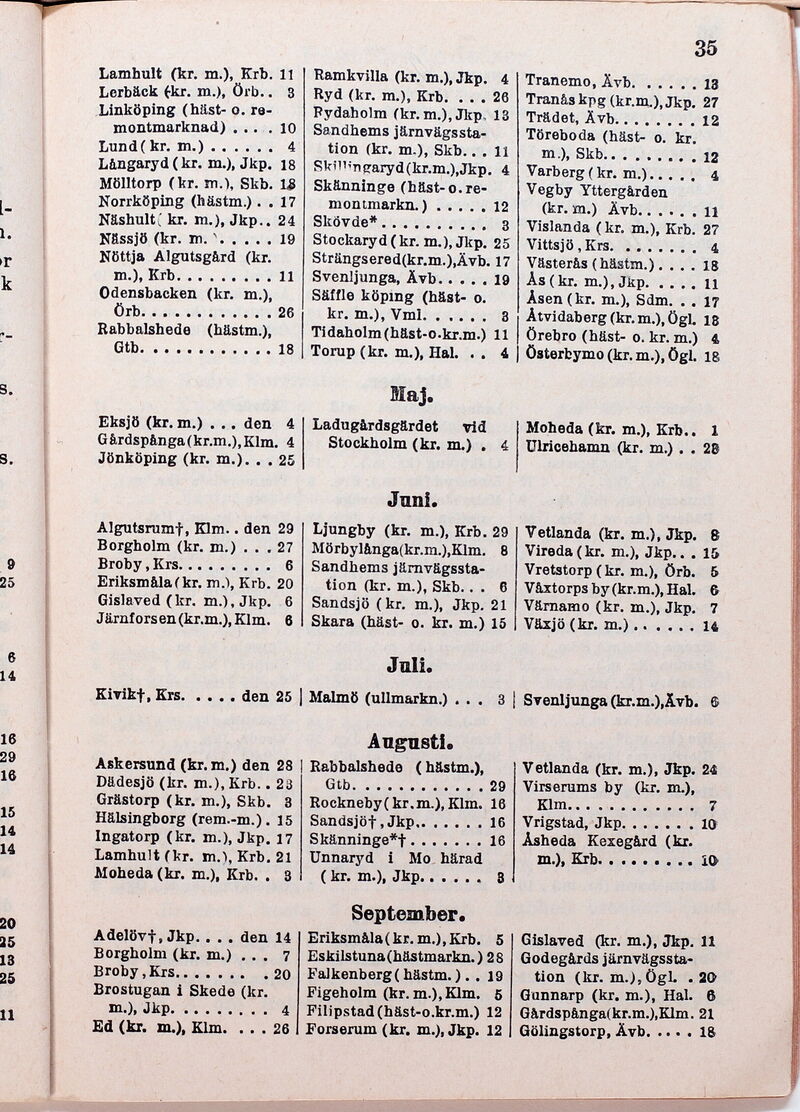 35
Lamhult (kr. m.), Krb. 11
Lerbäck (kr. m.), Örb.. 3
Linköping (häst- o. re-
montmarknad) .... 10
Lund (kr. m.) ...... 4
Långaryd (kr. m.), Jkp. 18
Mölltorp (kr. m.), Skb. 18
Norrköping (hästm.) .. 17
Näshult (kr. m.), Jkp.. 24
Nässjö (kr. m. ...... 19
Nöttja Algutsgård (kr.
m.), Krb.......... 11
Odensbacken (kr. m.),
Örb............. 26
Rabbalshede (hästm.),
Gtb............. 18
Ramkvilla (kr. m.), Jkp. 4
Ryd (kr. m.), Krb. ... 26
Rydaholm (kr. m.), Jkp. 13
Sandhems järnvägssta-
tion (kr. m.), Skb... 11
Skillingaryd (kr.m.), Jkp. 4
Skänninge (häst- o. re-
montmarkn.) ..... 12
Skövde*........... 3
Stockaryd (kr. m.), Jkp. 25
Strängsered (kr.m.), Ävb. 17
Svenljunga, Ävb..... 19
Säffle köping (häst- o.
kr. m.), Vml. ..... 3
Tidaholm (häst-o.kr.m.) 11
Torup (kr. m.), Hal. .. 4
Tranemo, Ävb. ..... 13
Tranås kpg (kr.m.), Jkp. 27
Trädet, Ävb........ 12
Töreboda (häst- o. kr.
m.), Skb......... 12
Varberg (kr. m.)..... 4
Vegby Yttergården
(kr. m.) Ävb...... 11
Vislanda (kr. m.), Krb. 27
Vittsjö, Krs. ....... 4
Västerås (hästm.).... 18
Ås (kr. m.), Jkp...... 11
Åsen (kr. m.), Sdm. .. 17
Åtvidaberg (kr. m.), Ögl. 18
Örebro (häst- o. kr. m.) 4
Österbymo (kr. m.), Ögl. 18
Maj.
Eksjö (kr. m.) ... den 4
Gårdspånga (kr.m.), Klm. 4
Jönköping (kr. m.)... 25
Ladugårdsgärdet vid
Stockholm (kr. m.) . 4
Moheda (kr. m.), Krb.. 1
Ulricehamn (kr. m.) .. 28
Juni.
Algutsrum†, Klm.. den 29
Borgholm (kr. m.) ... 27
Broby, Krs.......... 6
Eriksmåla (kr. m.), Krb. 20
Gislaved (kr. m.), Jkp. 6
Järnforsen (kr.m.), Klm. 6
Ljungby (kr. m.), Krb. 29
Mörbylånga (kr.m.), Klm. 8
Sandhems järnvägssta-
tion (kr. m.), Skb... 6
Sandsjö (kr. m.), Jkp. 21
Skara (häst- o. kr. m.) 15
Vetlanda (kr. m.), Jkp. 8
Vireda (kr. m.), Jkp... 15
Vretstorp (kr. m.), Örb. 5
Våxtorps by (kr.m.), Hal. 6
Värnamo (kr. m.), Jkp. 7
Växjö (kr. m.) ...... 14
Juli.
Kivik†, Krs. .... den 25
Malmö (ullmarkn.) ... 3
Svenljunga (kr.m.), Ävb. 6
Augusti.
Askersund (kr. m.) den 28
Dädesjö (kr. m.), Krb.. 23
Grästorp (kr. m.), Skb. 3
Hälsingborg (rem.-m.). 15
Ingatorp (kr. m.), Jkp. 17
Lamhult (kr. m.), Krb. 21
Moheda (kr. m.), Krb. . 3
Rabbalshede (hästm.),
Gtb............. 29
Rockneby (kr. m.), Klm. 16
Sandsjö†, Jkp....... 16
Skänninge*†....... 16
Unnaryd i Mo härad
(kr. m.), Jkp...... 3
Vetlanda (kr. m.), Jkp. 24
Virserums by (kr. m.),
Klm............ 7
Vrigstad, Jkp....... 10
Åsheda Kexegård (kr.
m.), Krb.......... 10
September.
Adelöv†, Jkp.... den 14
Borgholm (kr. m.) ... 7
Broby, Krs........ 20
Brostugan i Skede (kr.
m.), Jkp.......... 4
Ed (kr. m.), Klm. ... 26
Eriksmåla (kr. m.), Krb. 5
Eskilstuna (hästmarkn.) 28
Falkenberg (hästm.) .. 19
Figeholm (kr. m.), Klm. 5
Filipstad (häst-o.kr.m.) 12
Forserum (kr. m.), Jkp. 12
Gislaved (kr. m.), Jkp. 11
Godegårds järnvägssta-
tion (kr. m.), Ögl. . 20
Gunnarp (kr. m.), Hal. 6
Gårdspånga (kr.m.), Klm. 21
Gölingstorp, Ävb..... 18